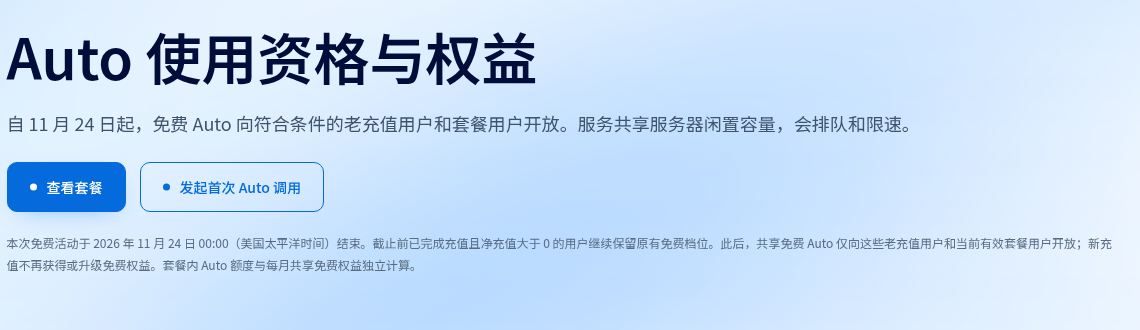 Auto 使用资格与权益
自 11 月 24 日起，免费 Auto 向符合条件的老充值用户和套餐用户开放。服务共享服务器闲置容量，会排队和限速。
查看套餐
发起首次 Auto 调用
本次免费活动于 2026 年 11 月 24 日 00:00（美国太平洋时间）结束。截止前已完成充值且净充值大于 0 的用户继续保留原有免费档位。此后，共享免费 Auto 仅向这些老充值用户和当前有效套餐用户开放；新充
值不再获得或升级免费权益。套餐内 Auto 额度与每月共享免费权益独立计算。